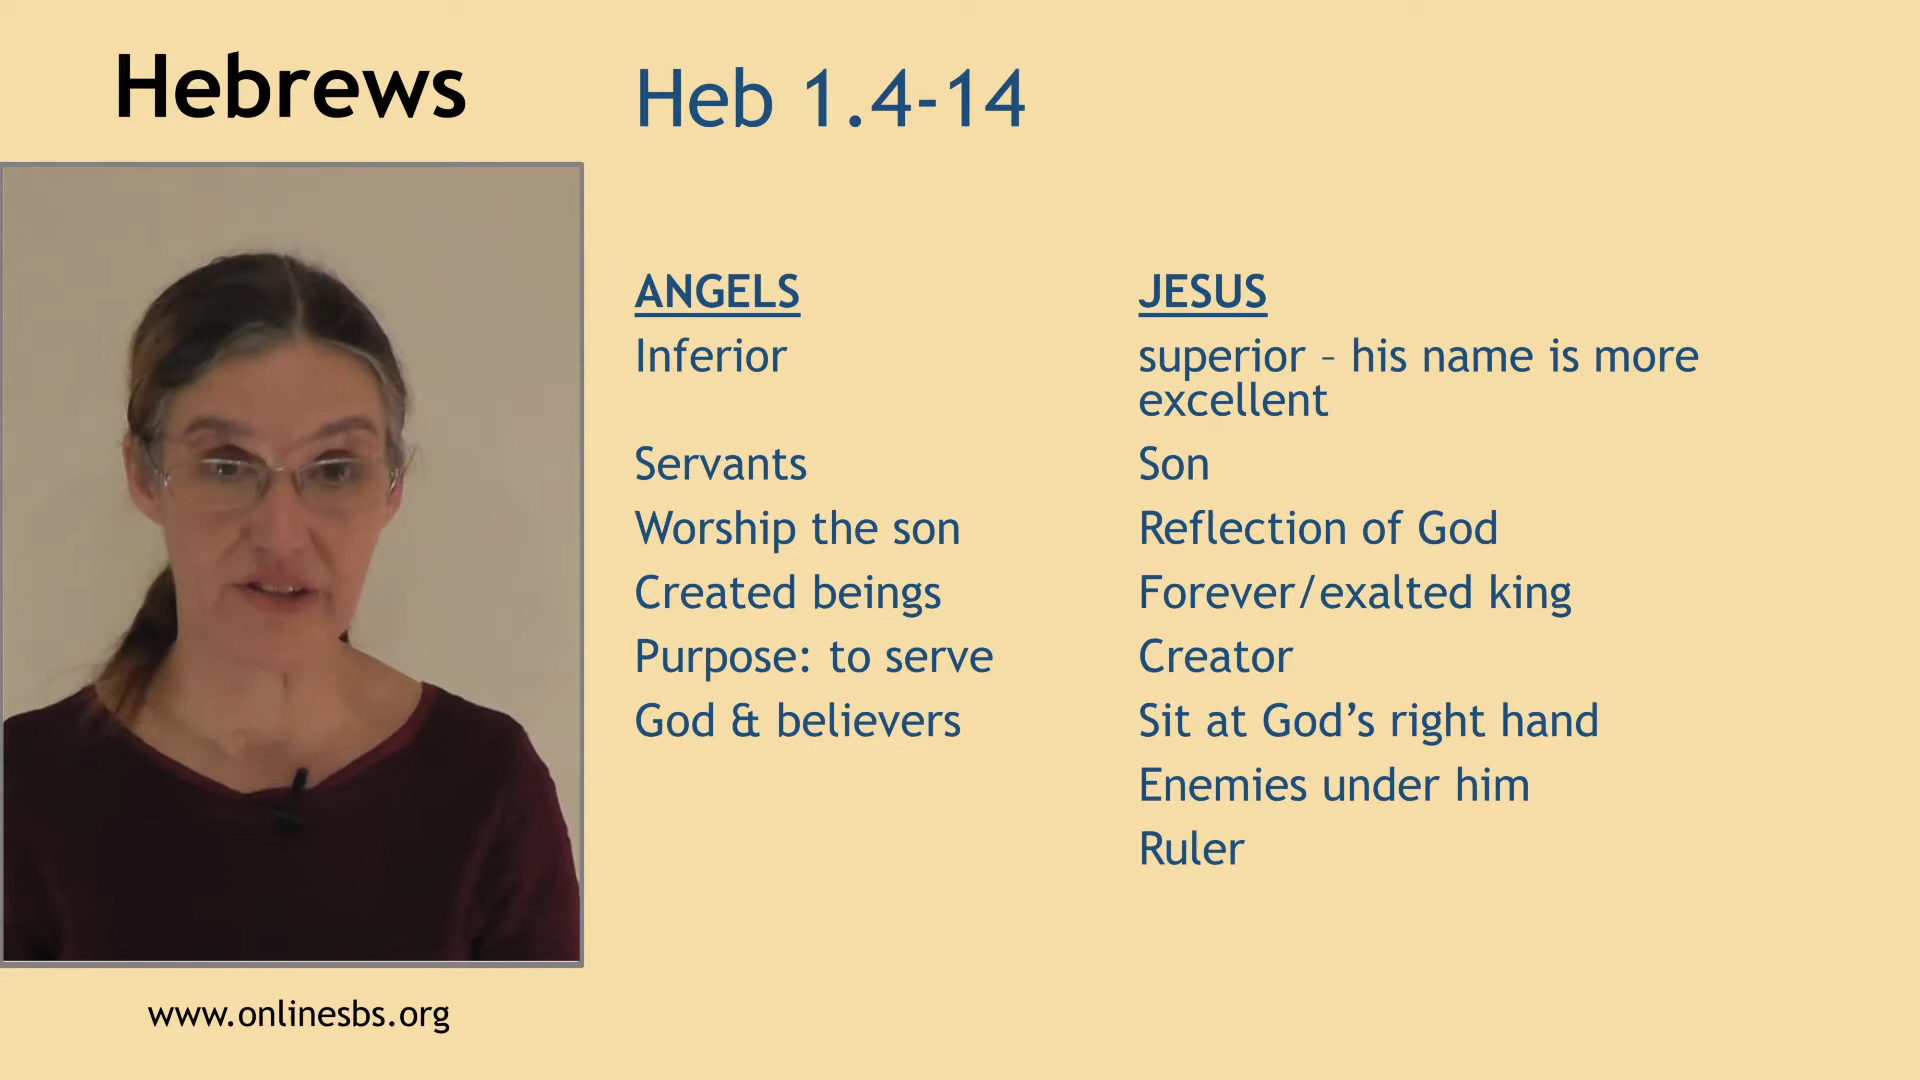 Hebrews
Heb 1.4-14
ANGELS
Inferior
Servants
Worship the son
Created beings
Purpose: to serve
God & believers
JESUS
superior – his name is more
excellent
Son
Reflection of God
Forever/exalted king
Creator
Sit at God’s right hand
Enemies under him
Ruler
www.onlinesbs.org